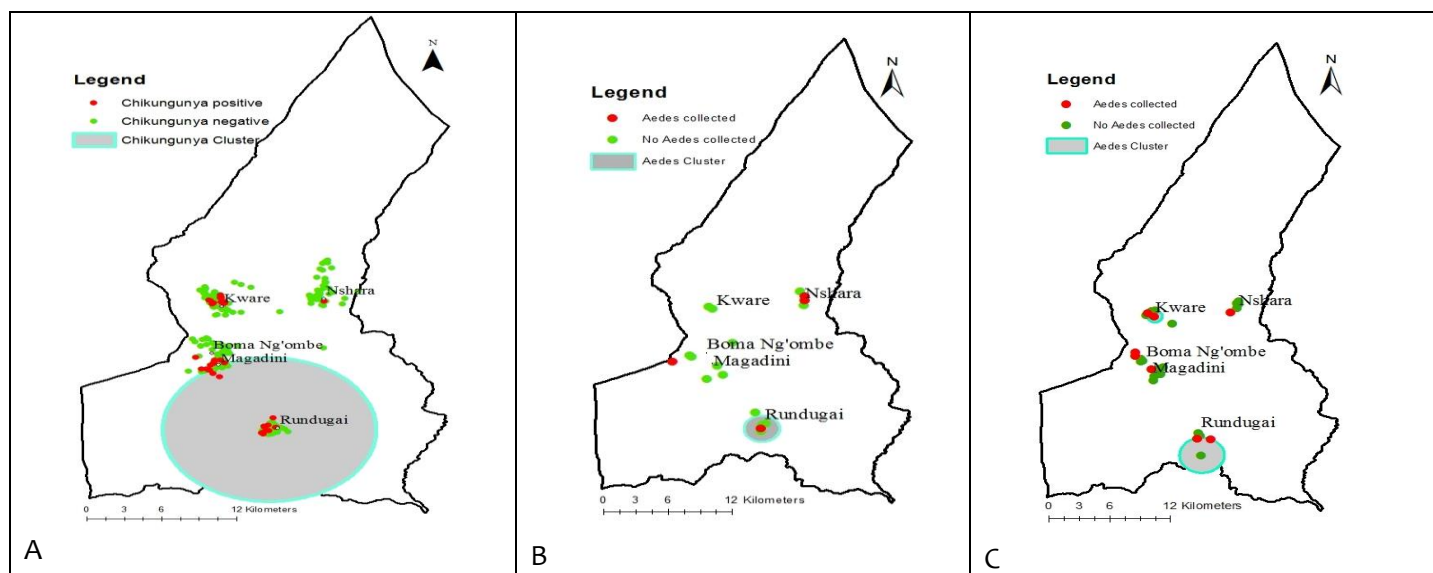 N
Legend
Chikungunya positive
Chikungunya negative
Chikungunya Cluster
Kware
Nshara
Boma Ng'ombe
Magadini
Rundugai
0 3 6 12 Kilometers
A
N
Legend
Aedes collected
No Aedes collected
Aedes Cluster
Kware
Nshara
Boma Ng'ombe
Magadini
Rundugai
0 3 6 12 Kilometers
B
N
Legend
Aedes collected
No Aedes collected
Aedes Cluster
Kware
Nshara
Boma Ng'ombe
Magadini
Rundugai
0 3 6 12 Kilometers
C